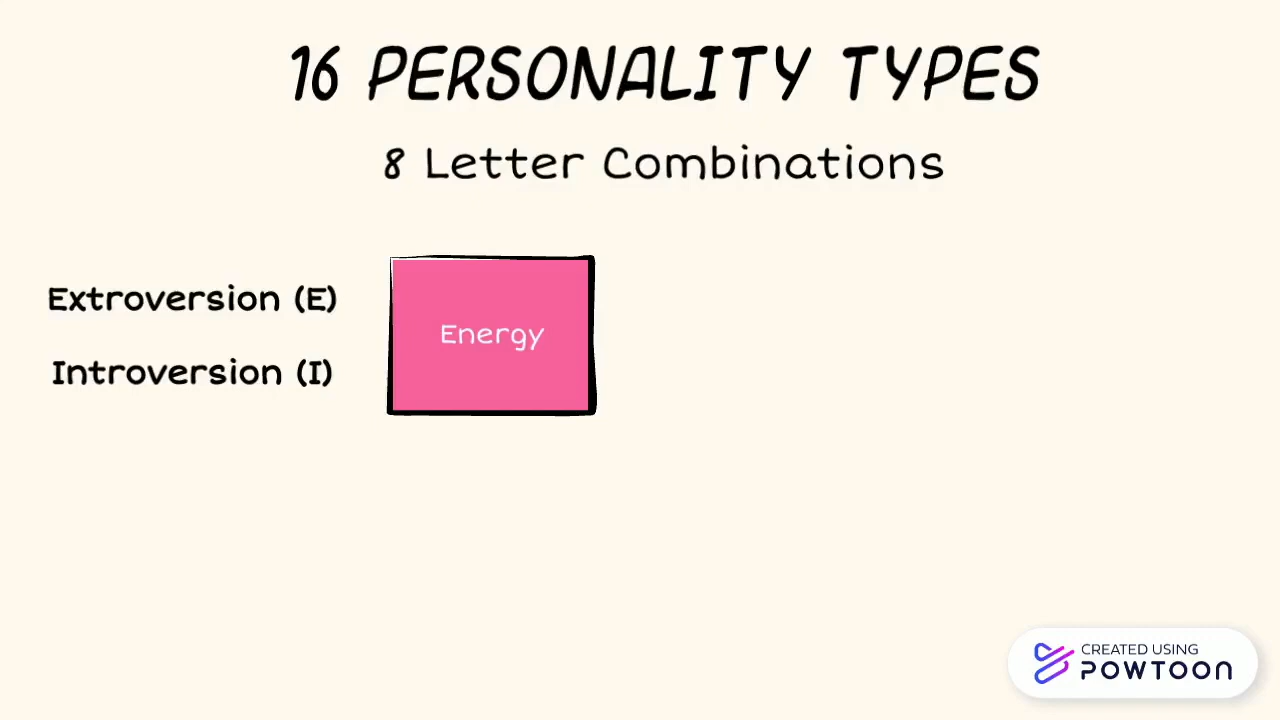 16 PERSONALITY TYPES
8 Letter Combinations
Extroversion (E)
Energy
Introversion (I)
CREATED USING
POWTOON